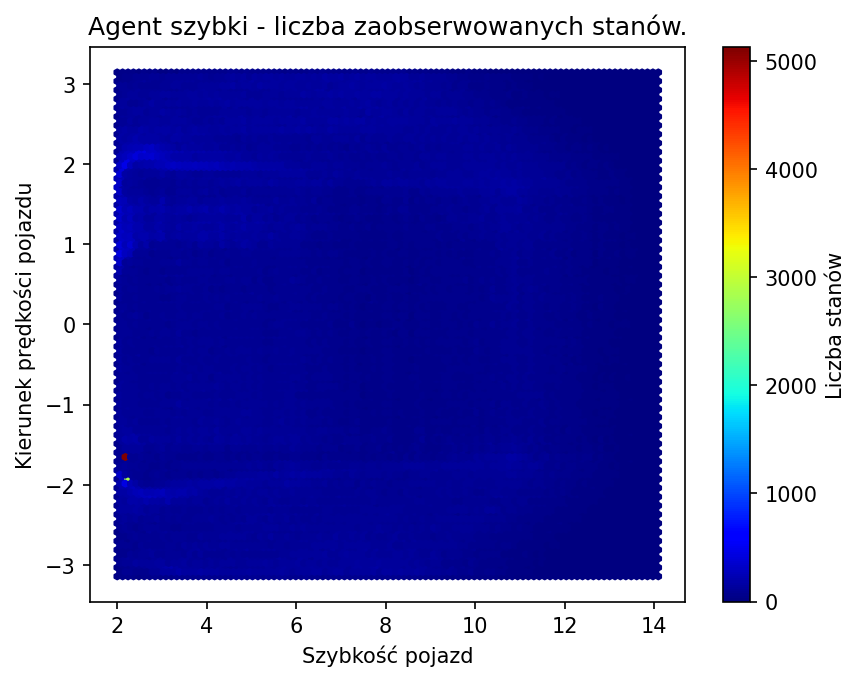 Agent szybki - liczba zaobserwowanych stanów.
Kierunek prędkości pojazdu
3
2
1
0
−1
−2
−3
2 4 6 8 10 12 14
Szybkość pojazd
5000
4000
3000
2000
1000
0
Liczba stanów